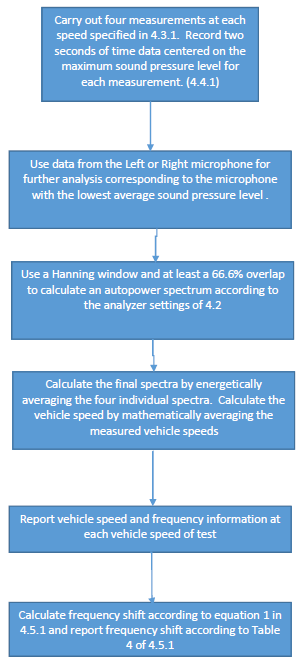 Carry out four measurements at each
speed specified in 4.3.1.  Record two
seconds of time data centered on the
maximum sound pressure level for
each measurement. (4.4.1)
Use data from the Left or Right microphone for
further analysis corresponding to the microphone
with the lowest average sound pressure level .
Use a Hanning window and at least a 66.6% overlap
to calculate an autopower spectrum according to
the analyzer settings of 4.2
Calculate the final spectra by energetically
averaging the four individual spectra.  Calculate the
vehicle speed by mathematically averaging the
measured vehicle speeds
Report vehicle speed and frequency information at
each vehicle speed of test
Calculate frequency shift according to equation 1 in
4.5.1 and report frequency shift according to Table
4 of 4.5.1